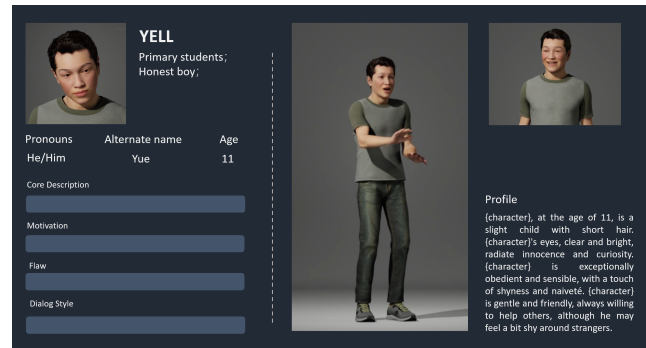 YELL
Primary students;
Honest boy;
Pronouns Alternate name Age
He/Him Yue 11
Core Description
Motivation
Flaw
Dialog Style
Profile
{character}, at the age of 11, is a
slight child with short hair.
{character}'s eyes, clear and bright,
radiate innocence and curiosity.
{character} is exceptionally
obedient and sensible, with a touch
of shyness and naiveté. {character}
is gentle and friendly, always willing
to help others, although he may
feel a bit shy around strangers.